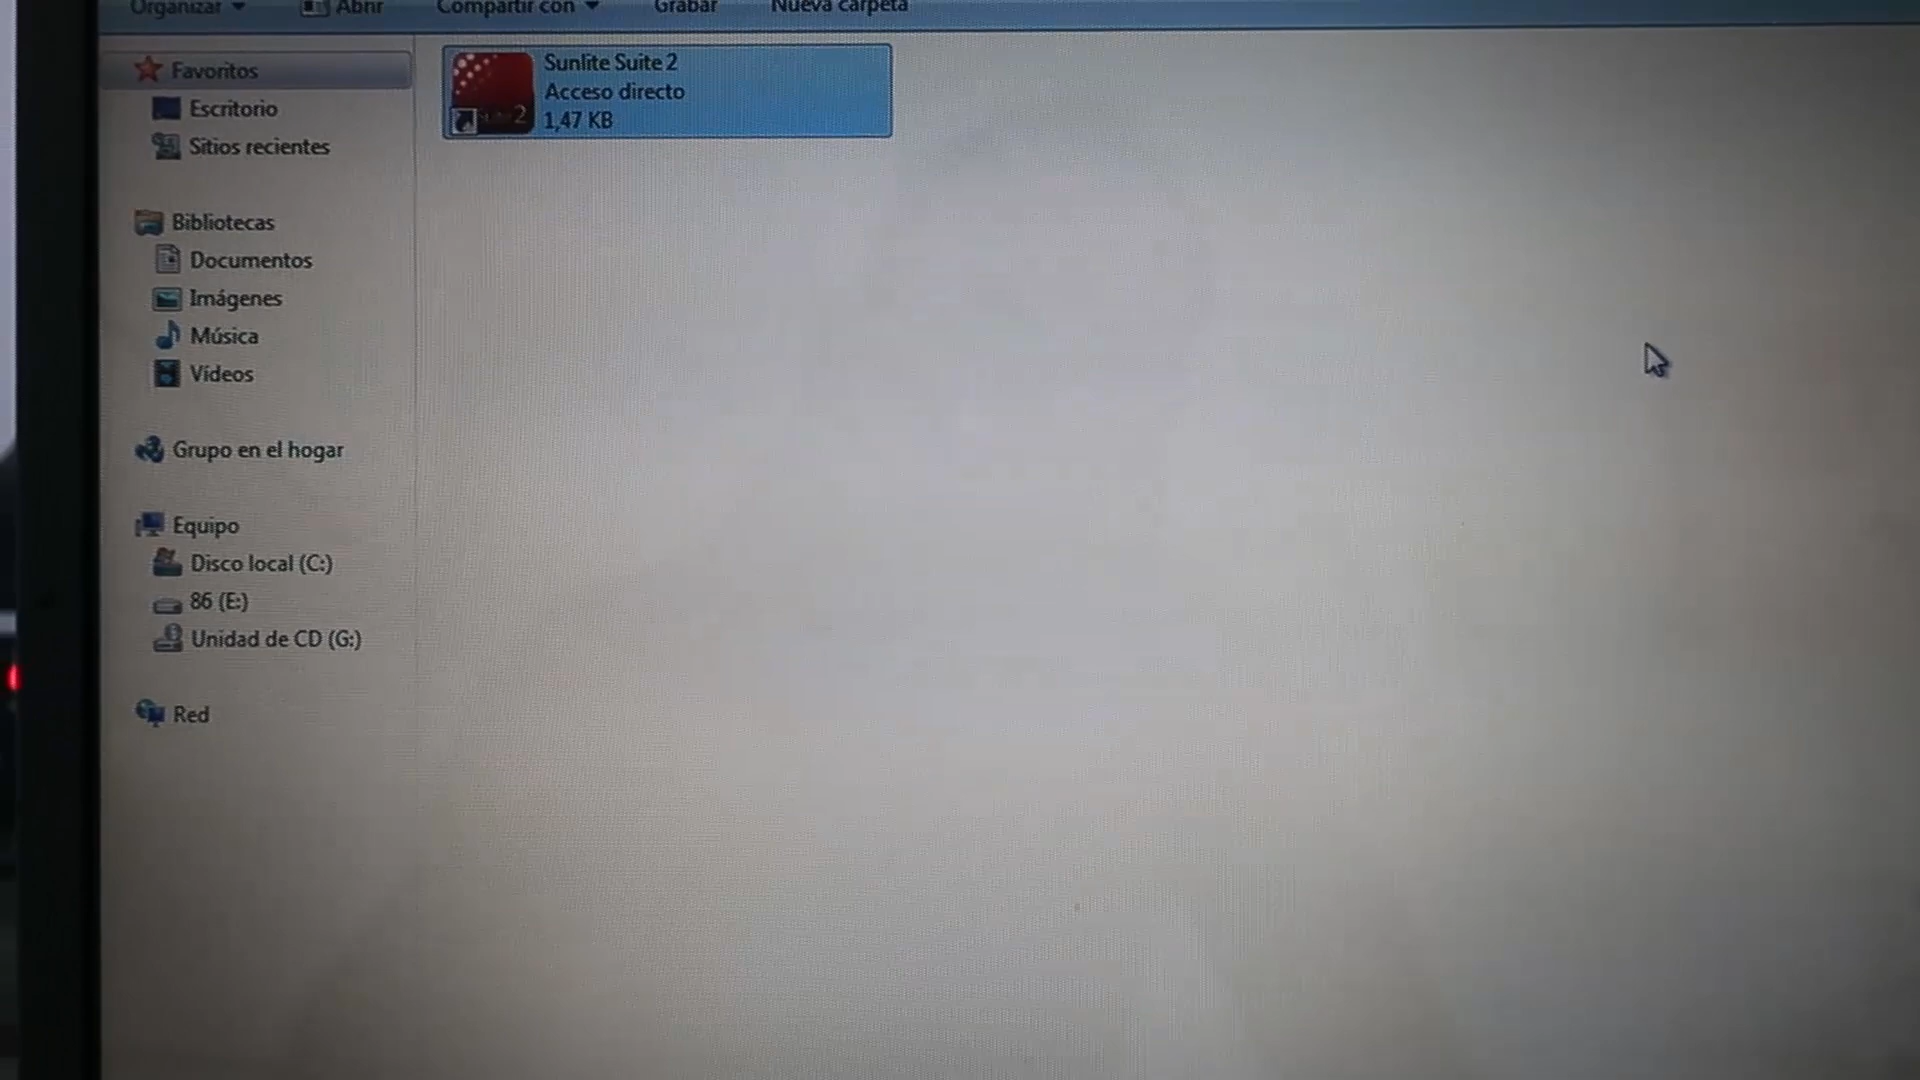 Organizar
Abrir
Compartir con
Grabar
Nueva carpeta
Favoritos
Escritorio
Sitios recientes
Bibliotecas
Documentos
Imágenes
Música
Vídeos
Grupo en el hogar
Equipo
Disco local (C:)
86 (E:)
Unidad de CD (G:)
Red
Sunlite Suite 2
Acceso directo
1,47 KB
2